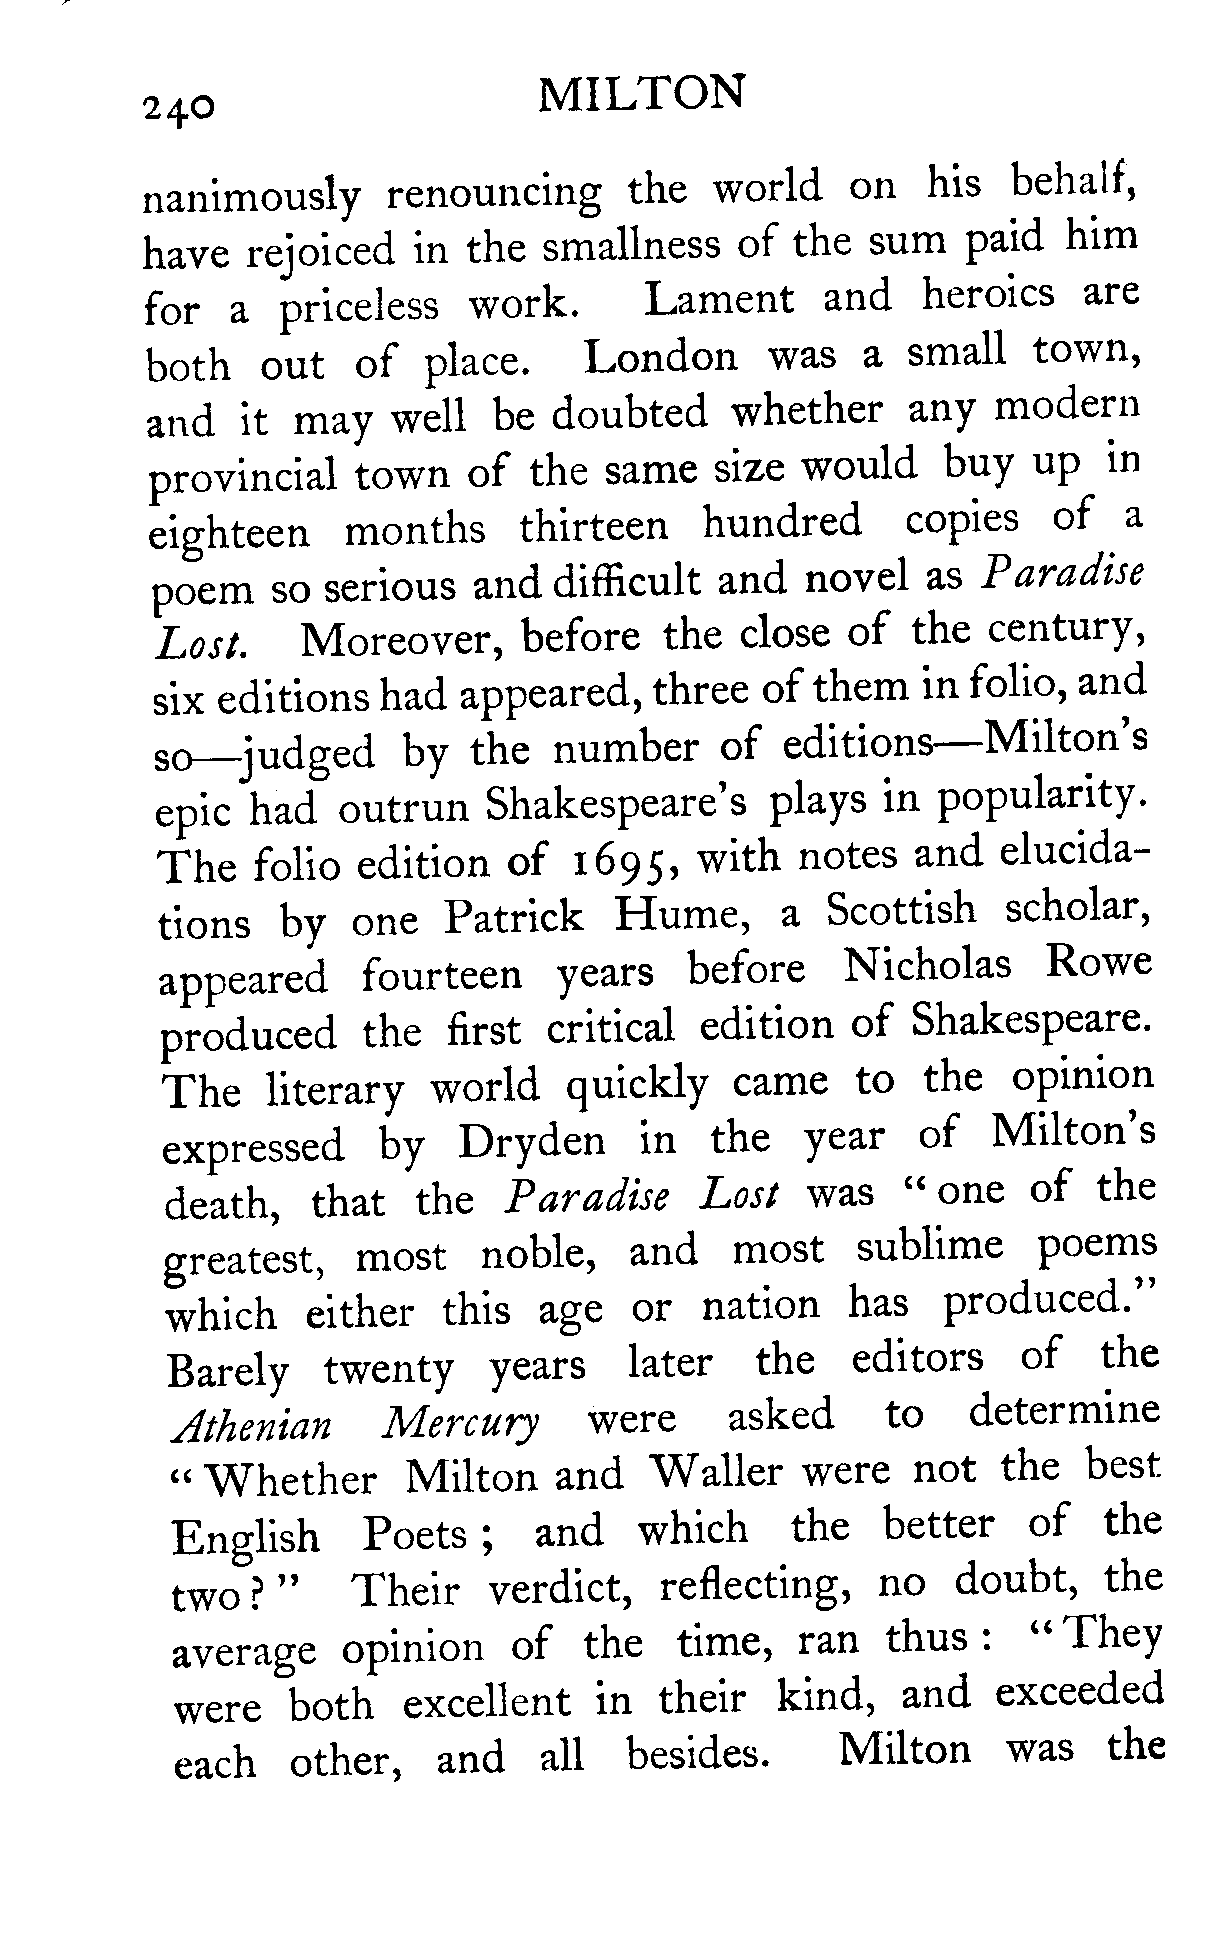 240 MILTON
nanimously renouncing the world on his behalf,
have rejoiced in the smallness of the sum paid him
for a priceless work. Lament and heroics are
both out of place. London was a small town,
and it may well be doubted whether any modern
provincial town of the same size would buy up in
eighteen months thirteen hundred copies of a
poem so serious and difficult and novel as Paradise
Lost. Moreover, before the close of the century,
six editions had appeared, three of them in folio, and
so—judged by the number of editions—Milton's
epic had outrun Shakespeare's plays in popularity.
The folio edition of 1695, with notes and elucida-
tions by one Patrick Hume, a Scottish scholar,
appeared fourteen years before Nicholas Rowe
produced the first critical edition of Shakespeare.
The literary world quickly came to the opinion
expressed by Dryden in the year of Milton's
death, that the Paradise Lost was "one of the
greatest, most noble, and most sublime poems
which either this age or nation has produced."
Barely twenty years later the editors of the
Athenian Mercury were asked to determine
"Whether Milton and Waller were not the best
English Poets; and which the better of the
two?" Their verdict, reflecting, no doubt, the
average opinion of the time, ran thus: "They
were both excellent in their kind, and exceeded
each other, and all besides. Milton was the